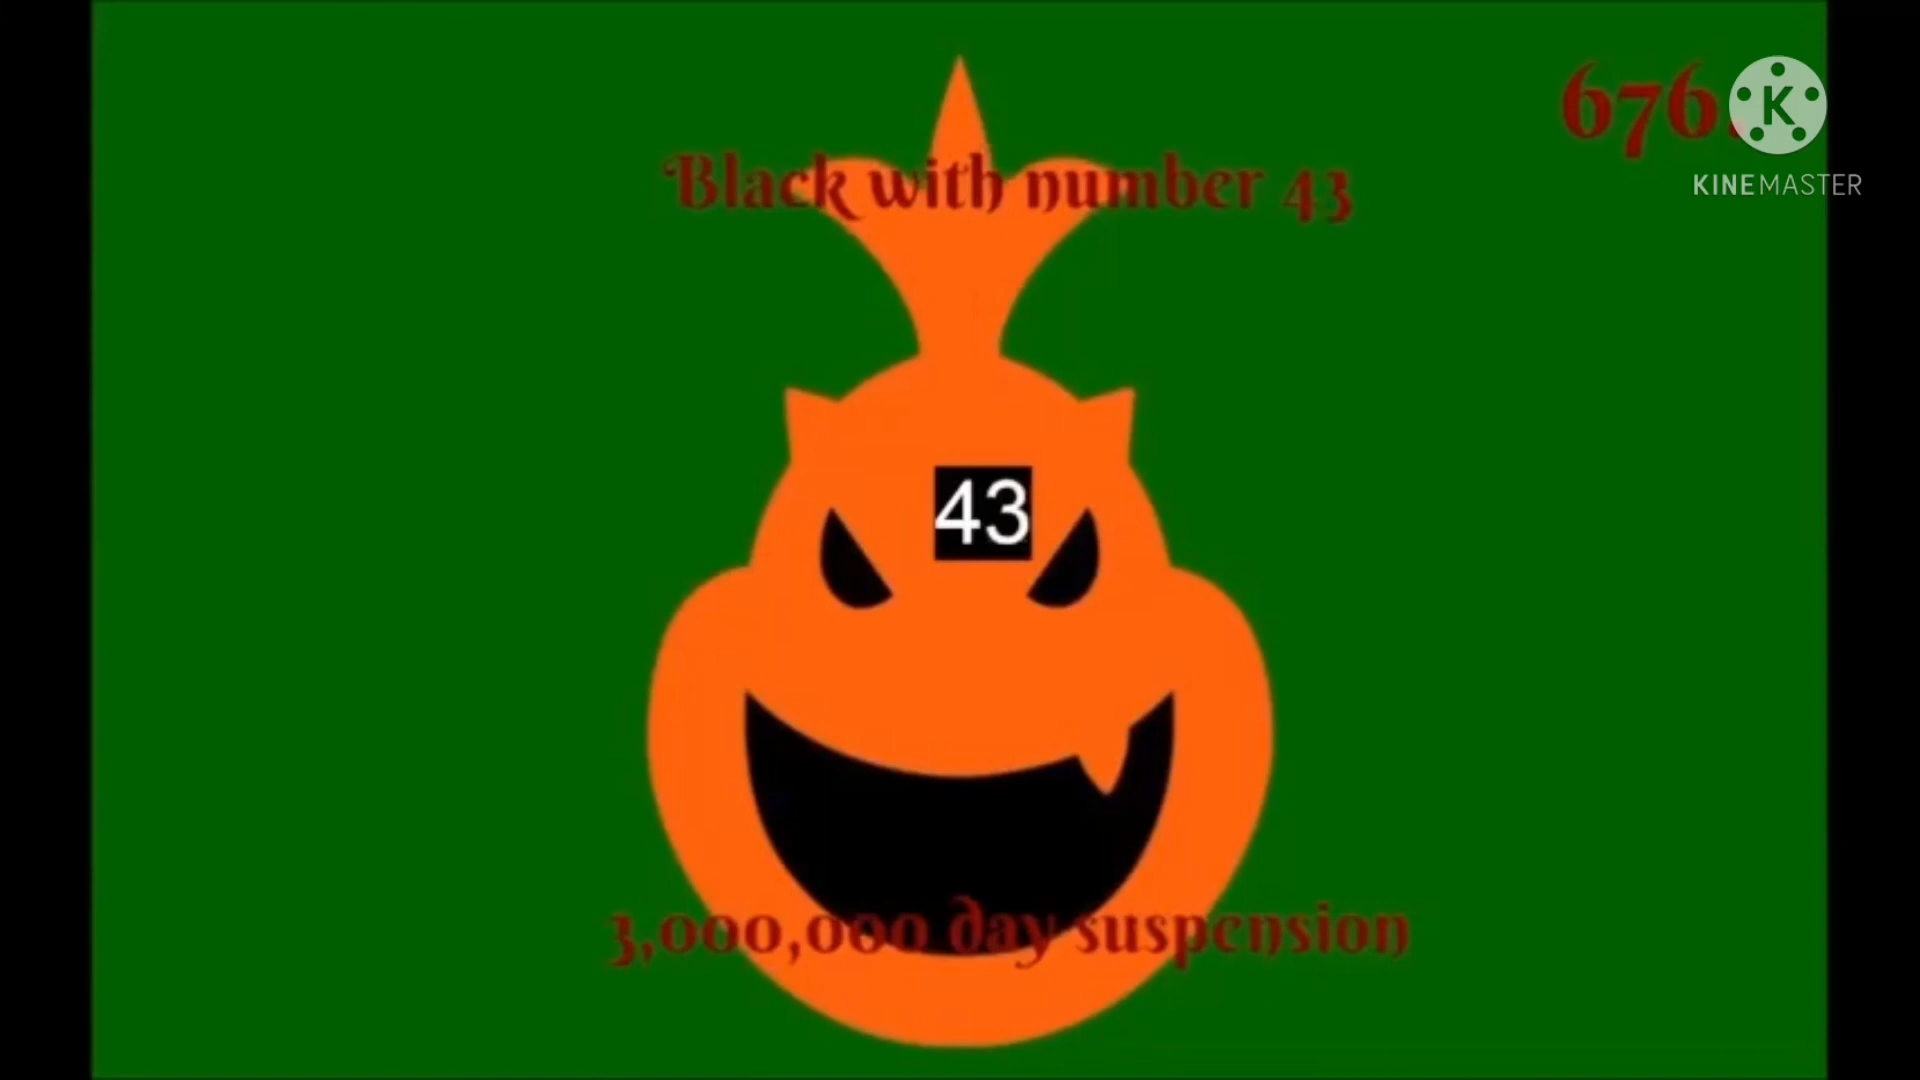 676.
KINEMASTER
Black with number 43
43
3,000,000 day suspension